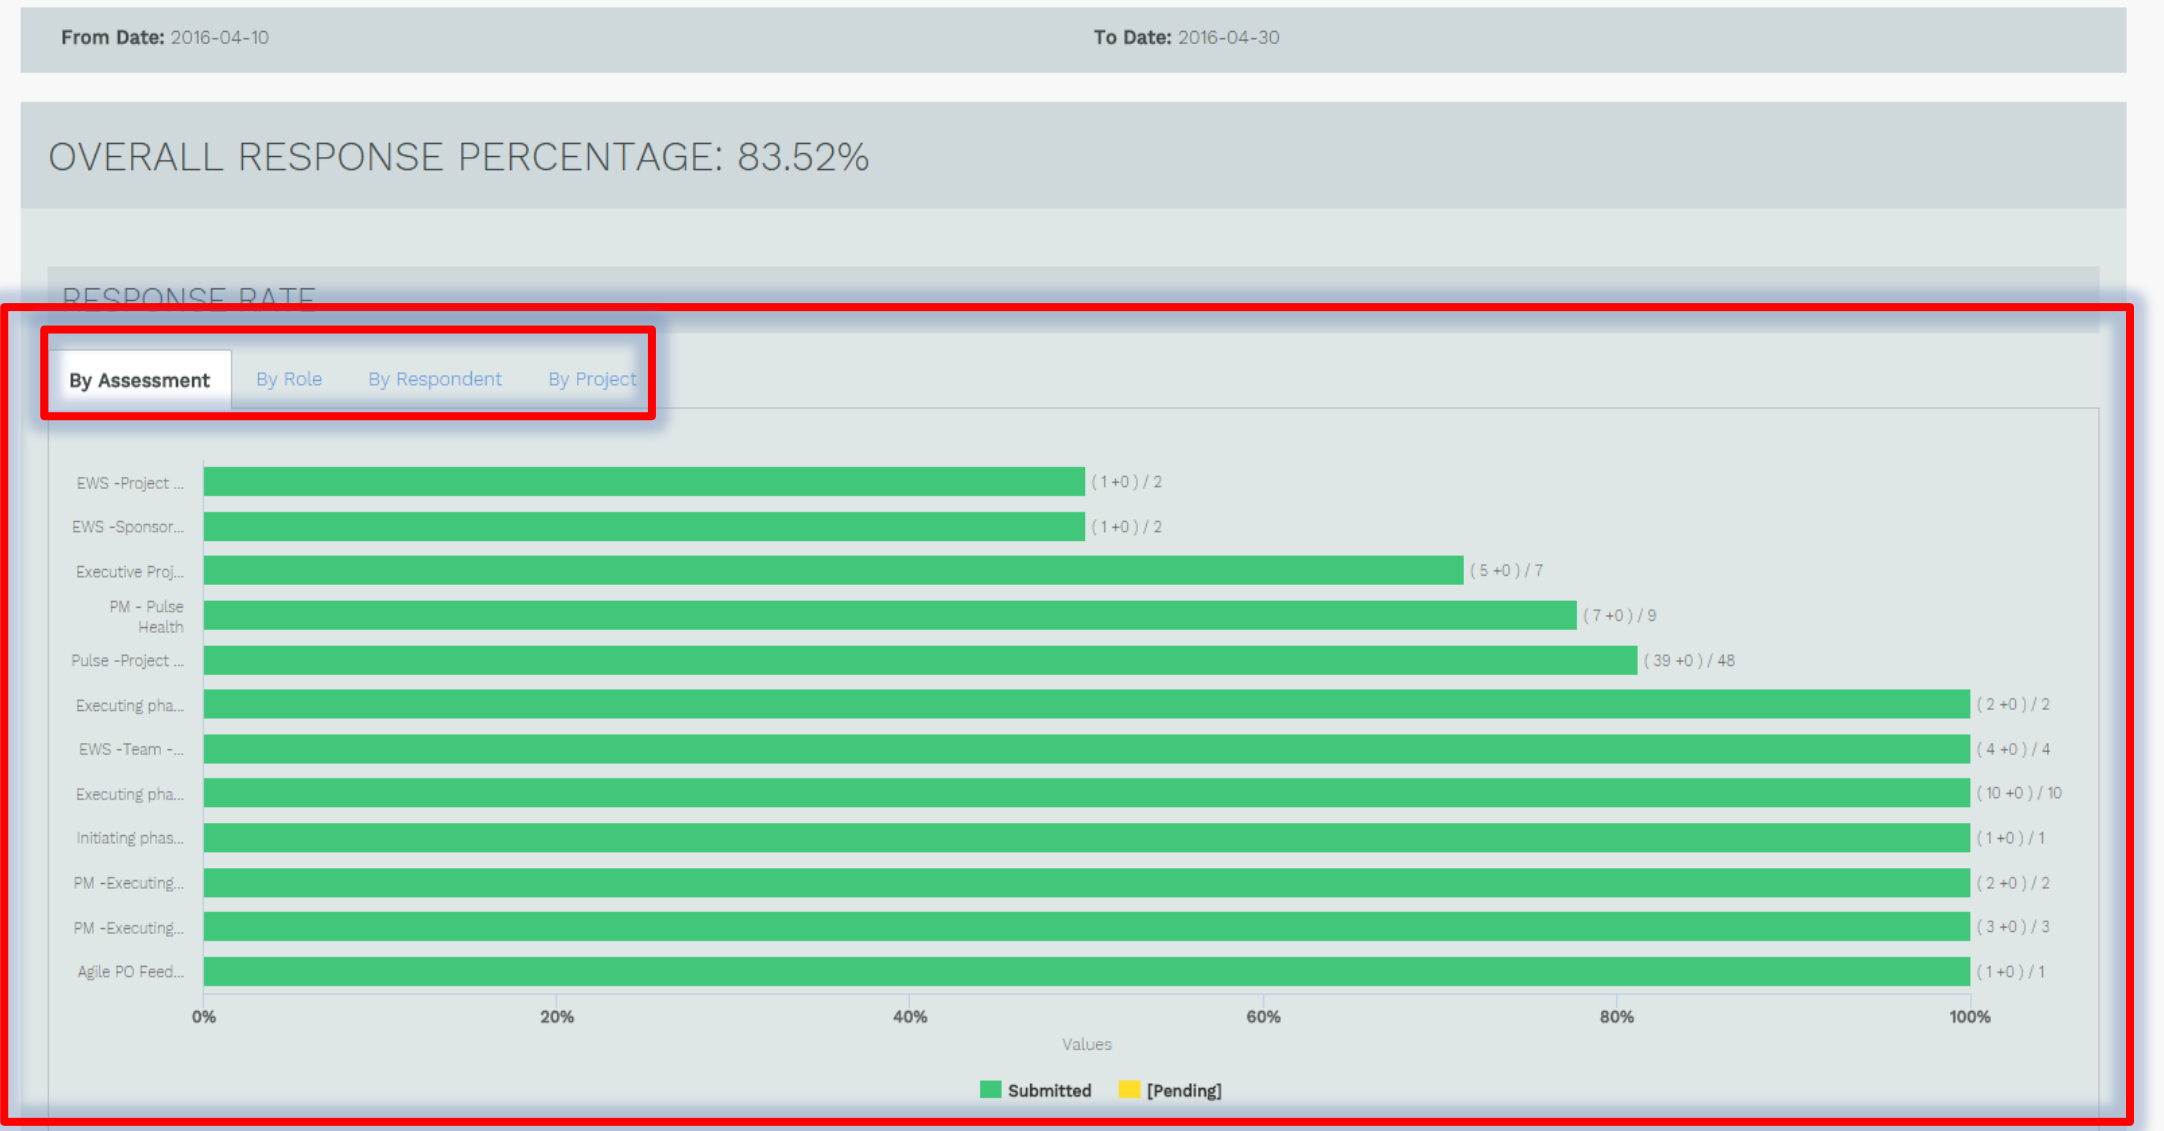 From Date: 2016-04-10
To Date: 2016-04-30
OVERALL RESPONSE PERCENTAGE: 83.52%
RESPONSE RATE
By Assessment By Role By Respondent By Project
EWS -Project ... ( 1 +0 ) / 2
EWS -Sponsor... ( 1 +0 ) / 2
Executive Proj... ( 5 +0 ) / 7
PM - Pulse
Health ( 7 +0 ) / 9
Pulse -Project ... ( 39 +0 ) / 48
Executing pha... ( 2 +0 ) / 2
EWS -Team -... ( 4 +0 ) / 4
Executing pha... ( 10 +0 ) / 10
Initiating phas... ( 1 +0 ) / 1
PM -Executing... ( 2 +0 ) / 2
PM -Executing... ( 3 +0 ) / 3
Agile PO Feed... ( 1 +0 ) / 1
0% 20% 40% 60% 80% 100%
Values
Submitted [Pending]